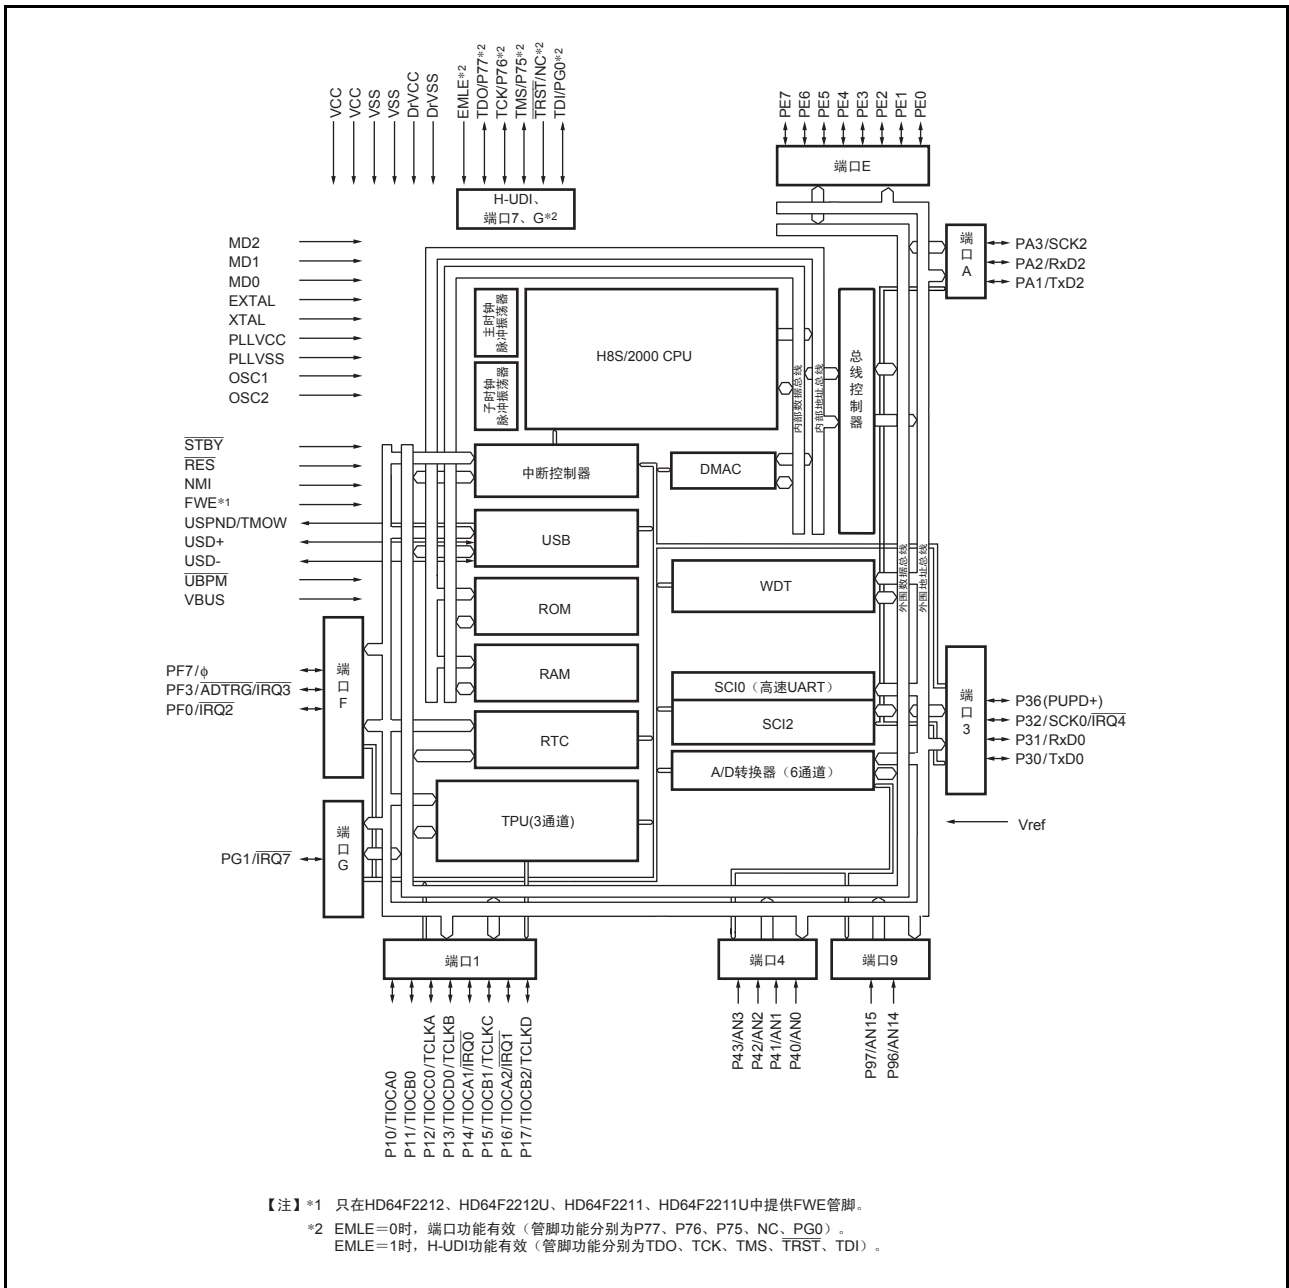 VCC
VCC
VSS
VSS
DrVCC
DrVSS
EMLE*2
TDO/P77*2
TCK/P76*2
TMS/P75*2
TRST/NC*2
TDI/PG0*2
PE7
PE6
PE5
PE4
PE3
PE2
PE1
PE0
端口E
H-UDI、
端口7、G*2
MD2
MD1
MD0
EXTAL
XTAL
PLLVCC
PLLVSS
OSC1
OSC2
STBY
RES
NMI
FWE*1
USPND/TMOW
USD+
USD-
UBPM
VBUS
主时钟
脉冲振荡器
子时钟
脉冲振荡器
H8S/2000 CPU
内部数据总线
内部地址总线
总线控制器
端口A
PA3/SCK2
PA2/RxD2
PA1/TxD2
中断控制器
DMAC
USB
ROM
RAM
RTC
TPU(3通道)
WDT
SCI0（高速UART）
SCI2
A/D转换器（6通道）
外围数据总线
外围地址总线
端口F
PF7/ϕ
PF3/ADTRG/IRQ3
PF0/IRQ2
端口G
PG1/IRQ7
端口3
P36(PUPD+)
P32/SCK0/IRQ4
P31/RxD0
P30/TxD0
Vref
端口1
端口4
端口9
P10/TIOCA0
P11/TIOCB0
P12/TIOCC0/TCLKA
P13/TIOCD0/TCLKB
P14/TIOCA1/IRQ0
P15/TIOCB1/TCLKC
P16/TIOCA2/IRQ1
P17/TIOCB2/TCLKD
P43/AN3
P42/AN2
P41/AN1
P40/AN0
P97/AN15
P96/AN14
【注】*1 只在HD64F2212、HD64F2212U、HD64F2211、HD64F2211U中提供FWE管脚。
*2 EMLE＝0时，端口功能有效（管脚功能分别为P77、P76、P75、NC、PG0）。
EMLE＝1时，H-UDI功能有效（管脚功能分别为TDO、TCK、TMS、TRST、TDI）。